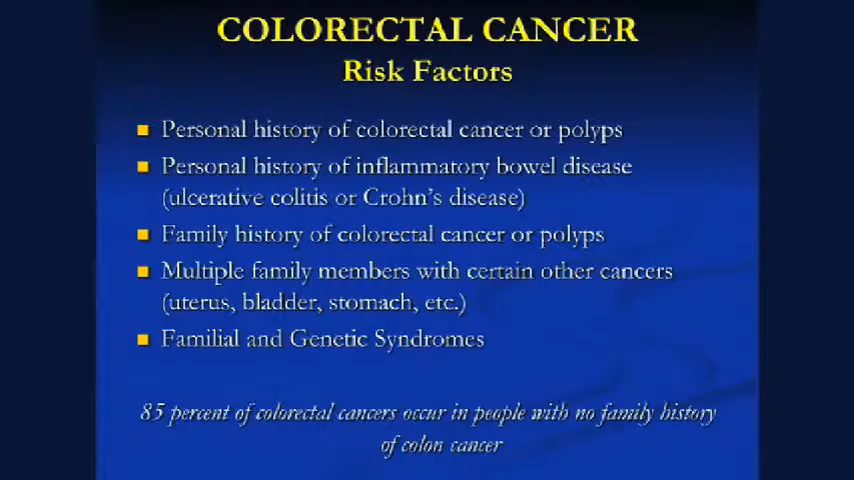 COLORECTAL CANCER
Risk Factors
Personal history of colorectal cancer or polyps
Personal history of inflammatory bowel disease
(ulcerative colitis or Crohn's disease)
Family history of colorectal cancer or polyps
Multiple family members with certain other cancers
(uterus, bladder, stomach, etc.)
Familial and Genetic Syndromes
85 percent of colorectal cancers occur in people with no family history
of colon cancer